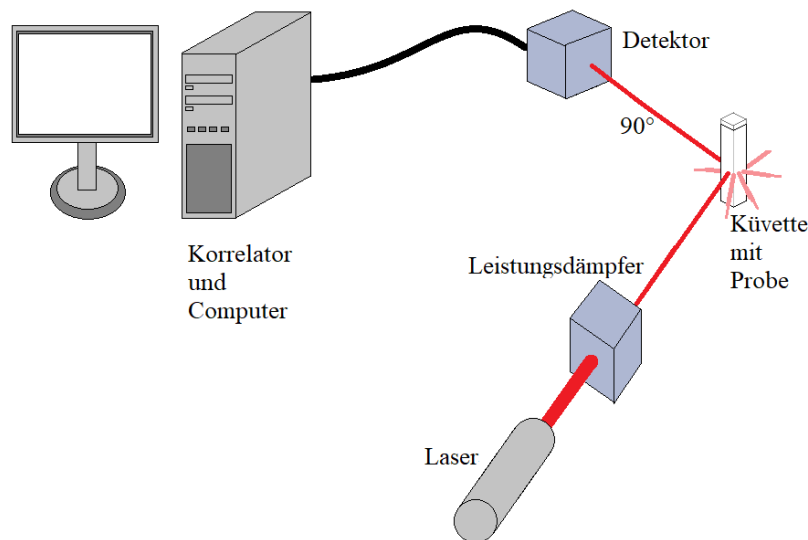 Detektor
90°
Küvette
mit
Probe
Korrelator
und
Computer
Leistungsdämpfer
Laser